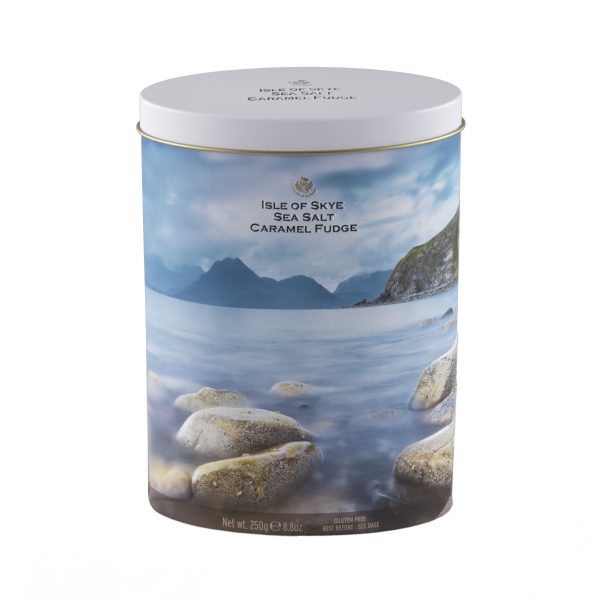 ISLE OF SKYE
SEA SALT
CARAMEL FUDGE
ISLE OF SKYE
SEA SALT
CARAMEL FUDGE
Net wt. 250g ℮ 8.8oz
GLUTEN FREE
BEST BEFORE : SEE BASE